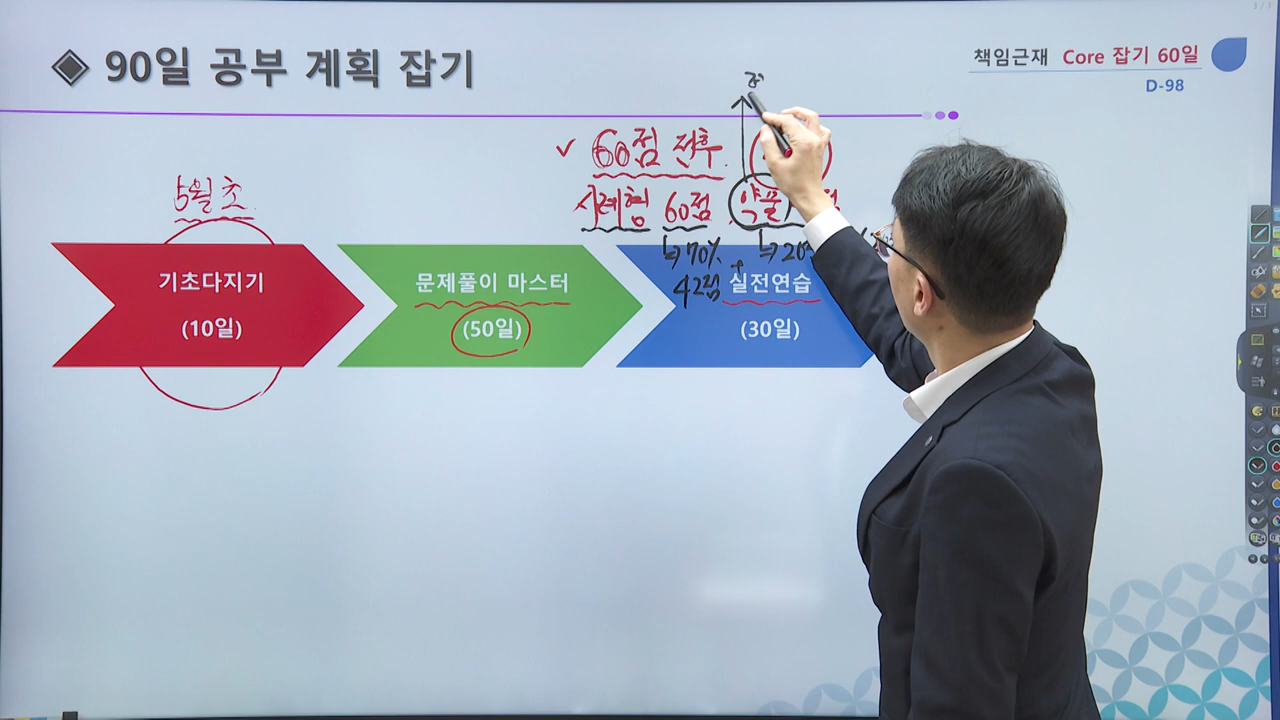 90일 공부 계획 잡기
책임근재 Core 잡기 60일
D-98
✓ 60점 전후
5월 초
사례형 60점 약물
70% + 20%
42점
기초다지기
(10일)
문제풀이 마스터
(50일)
실전연습
(30일)